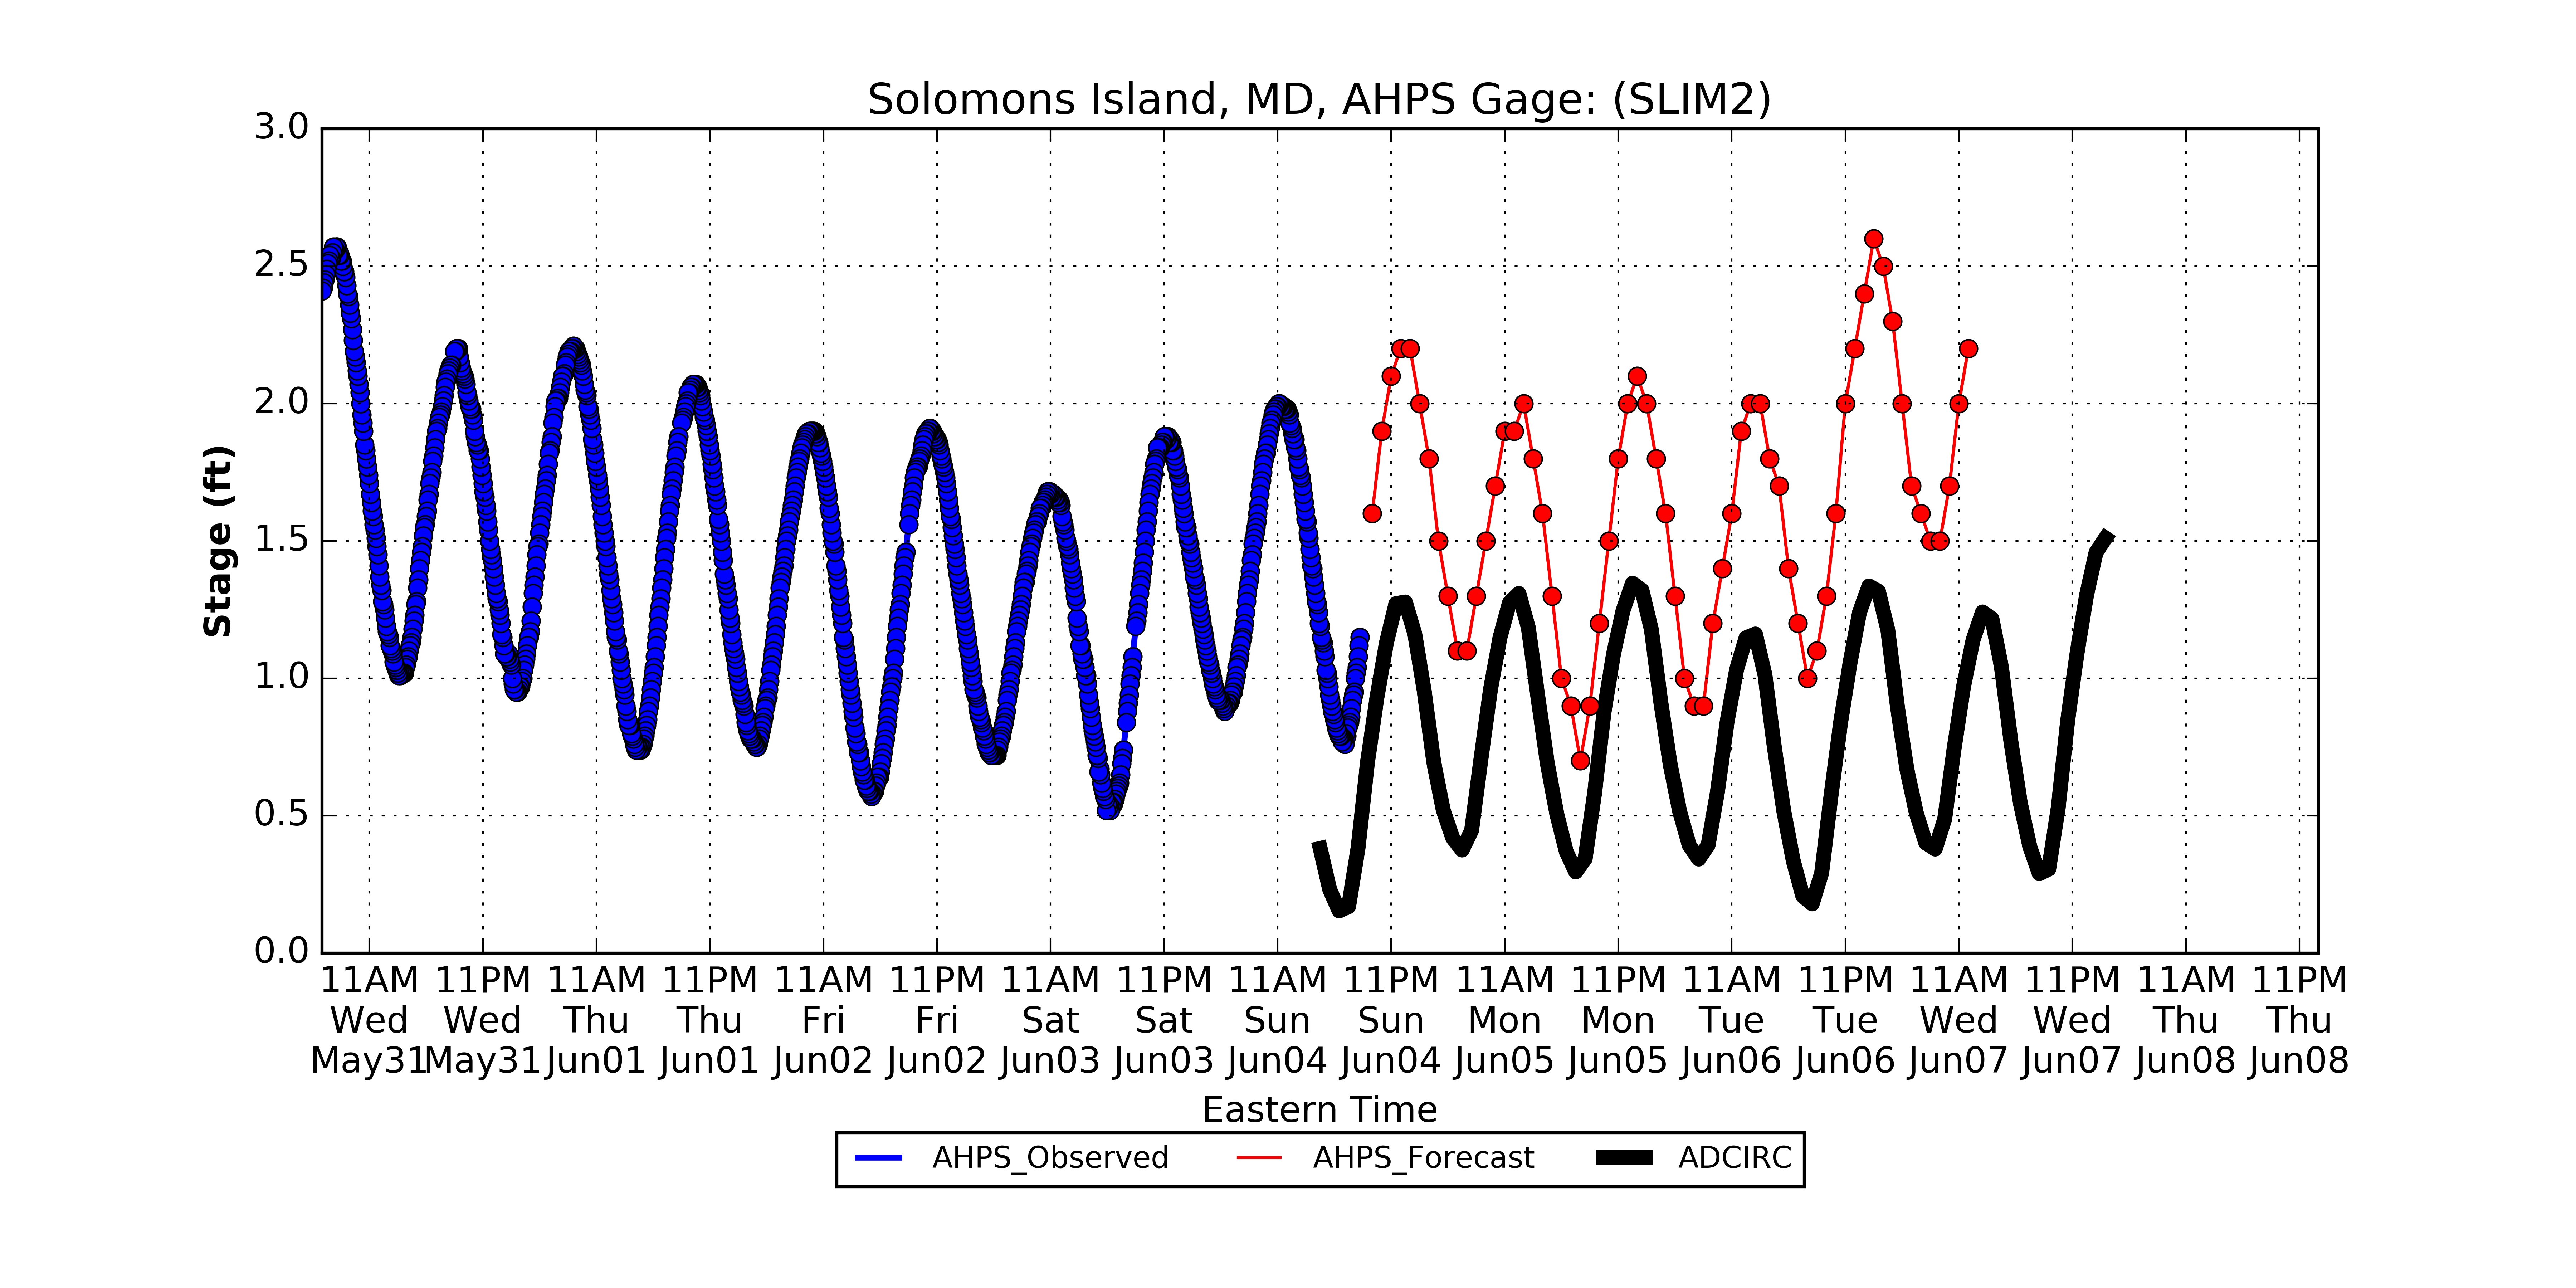 Solomons Island, MD, AHPS Gage: (SLIM2)
3.0
2.5
2.0
1.5
1.0
0.5
0.0
Stage (ft)
11AM 11PM 11AM 11PM 11AM 11PM 11AM 11PM 11AM 11PM 11AM 11PM 11AM 11PM 11AM 11PM 11AM 11PM
Wed Wed Thu Thu Fri Fri Sat Sat Sun Sun Mon Mon Tue Tue Wed Wed Thu Thu
May31 May31 Jun01 Jun01 Jun02 Jun02 Jun03 Jun03 Jun04 Jun04 Jun05 Jun05 Jun06 Jun06 Jun07 Jun07 Jun08 Jun08
Eastern Time
AHPS_Observed AHPS_Forecast ADCIRC